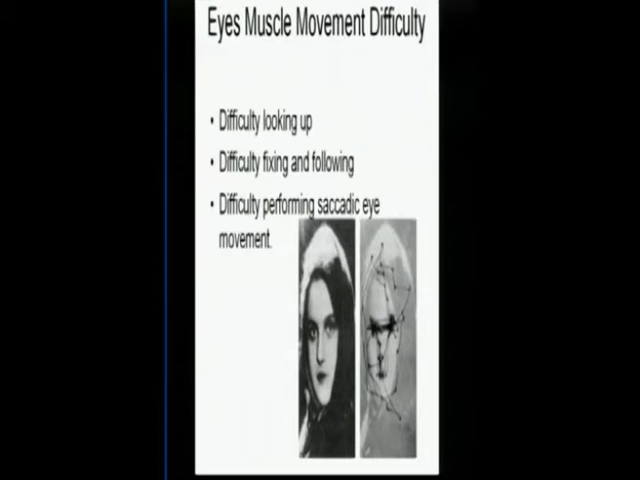 Eyes Muscle Movement Difficulty
• Difficulty looking up
• Difficulty fixing and following
• Difficulty performing saccadic eye
movement.